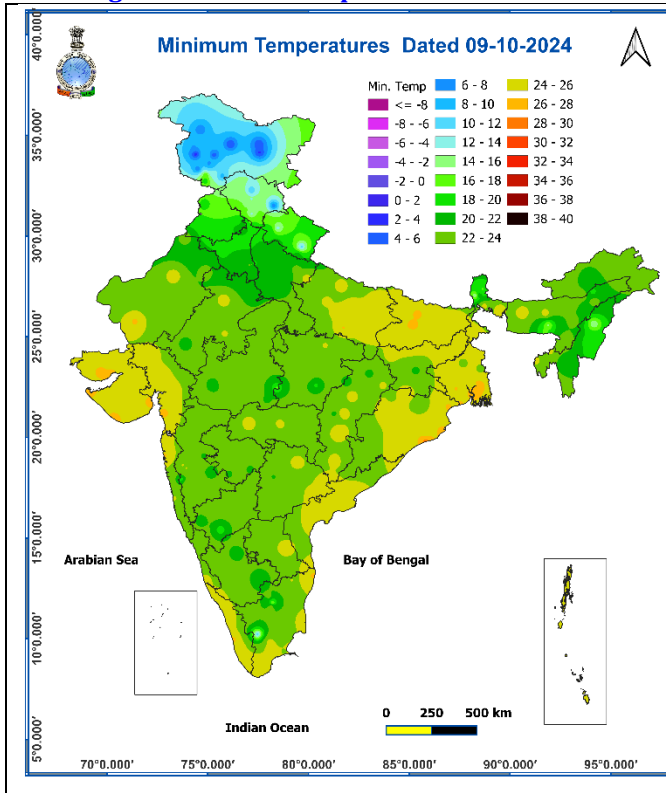 Minimum Temperatures Dated 09-10-2024
Min. Temp
<= -8
-8 - -6
-6 - -4
-4 - -2
-2 - 0
0 - 2
2 - 4
4 - 6
6 - 8
8 - 10
10 - 12
12 - 14
14 - 16
16 - 18
18 - 20
20 - 22
22 - 24
24 - 26
26 - 28
28 - 30
30 - 32
32 - 34
34 - 36
36 - 38
38 - 40
40°0.000'
35°0.000'
30°0.000'
25°0.000'
20°0.000'
15°0.000'
10°0.000'
5°0.000'
Arabian Sea
Bay of Bengal
Indian Ocean
0 250 500 km
70°0.000' 75°0.000' 80°0.000' 85°0.000' 90°0.000' 95°0.000'